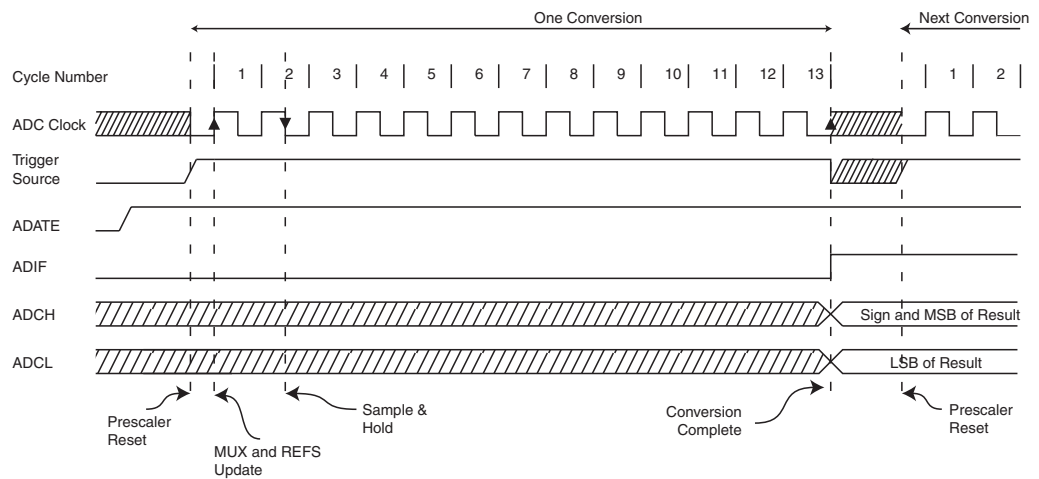 One Conversion
Next Conversion
Cycle Number
1 2 3 4 5 6 7 8 9 10 11 12 13 1 2
ADC Clock
Trigger
Source
ADATE
ADIF
ADCH
Sign and MSB of Result
ADCL
LSB of Result
Prescaler
Reset
MUX and REFS
Update
Sample &
Hold
Conversion
Complete
Prescaler
Reset